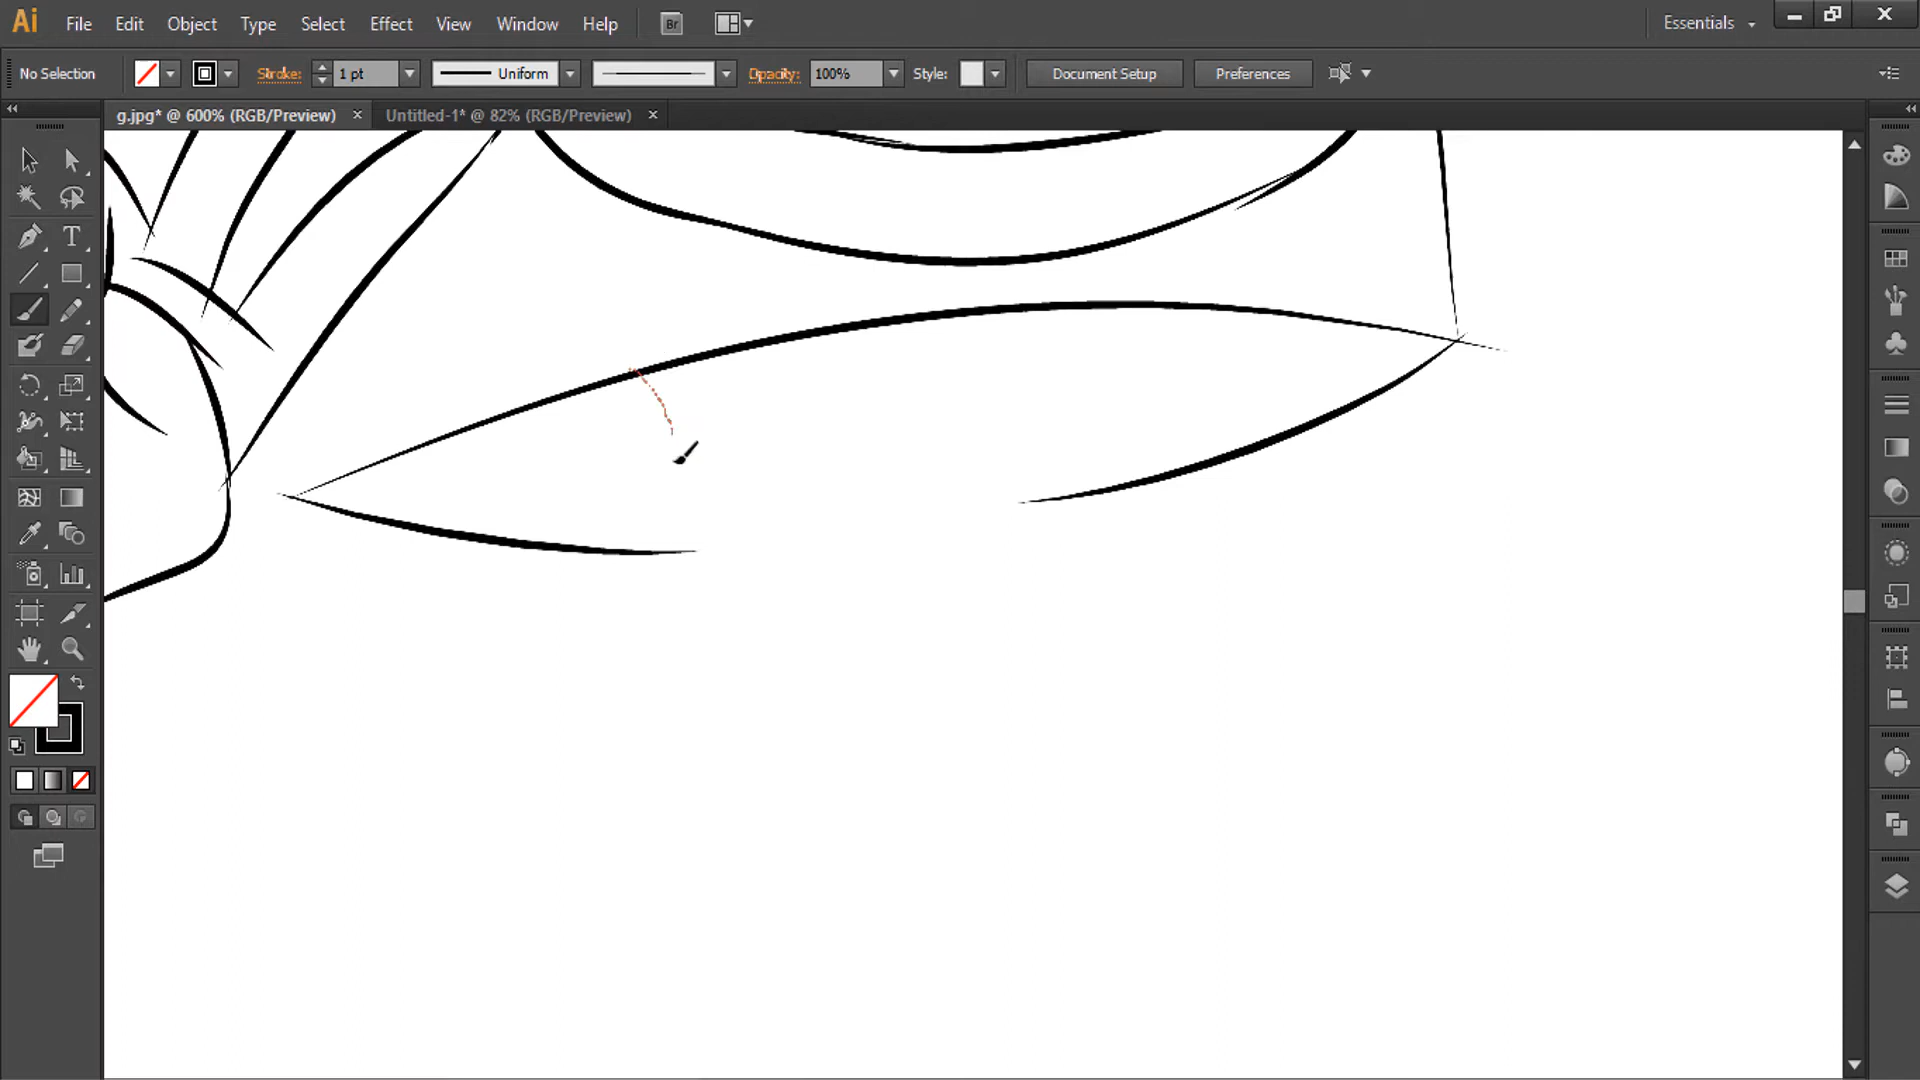 Ai File Edit Object Type Select Effect View Window Help Br Essentials
No Selection Stroke: 1 pt Uniform Opacity: 100% Style: Document Setup Preferences
g.jpg* @ 600% (RGB/Preview) × Untitled-1* @ 82% (RGB/Preview) ×
T